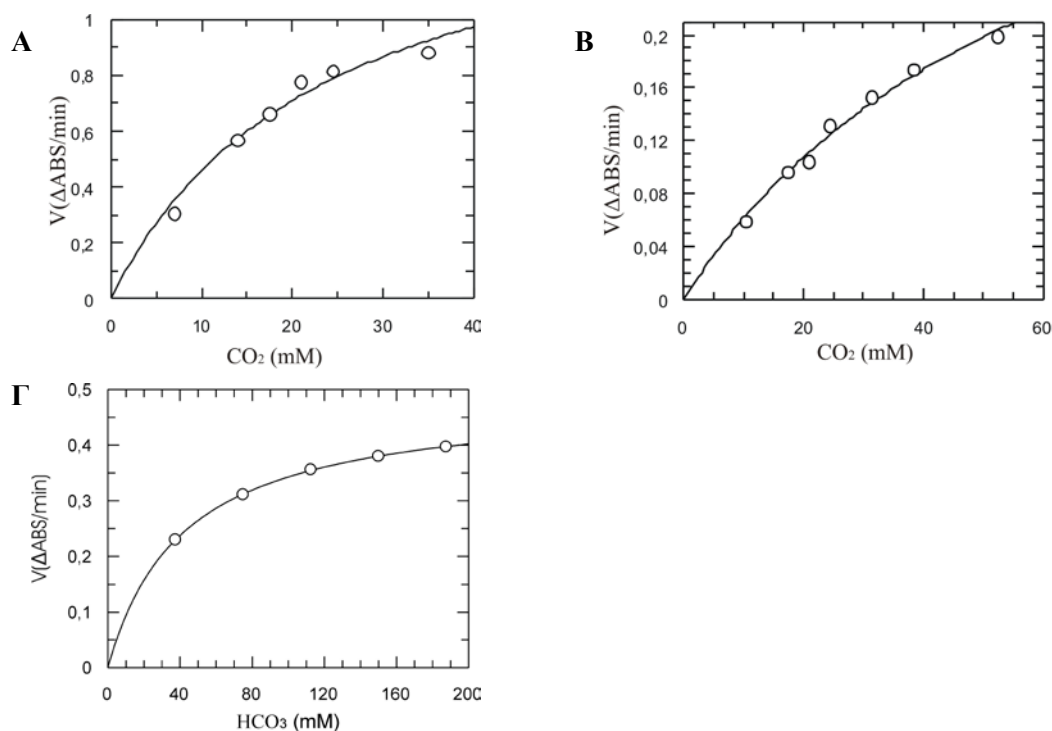 A
V(ΔABS/min)
1
0,8
0,6
0,4
0,2
0
0 10 20 30 40
CO₂ (mM)
B
V(ΔABS/min)
0,2
0,16
0,12
0,08
0,04
0
0 20 40 60
CO₂ (mM)
Γ
V(ΔABS/min)
0,5
0,4
0,3
0,2
0,1
0
0 40 80 120 160 200
HCO₃ (mM)